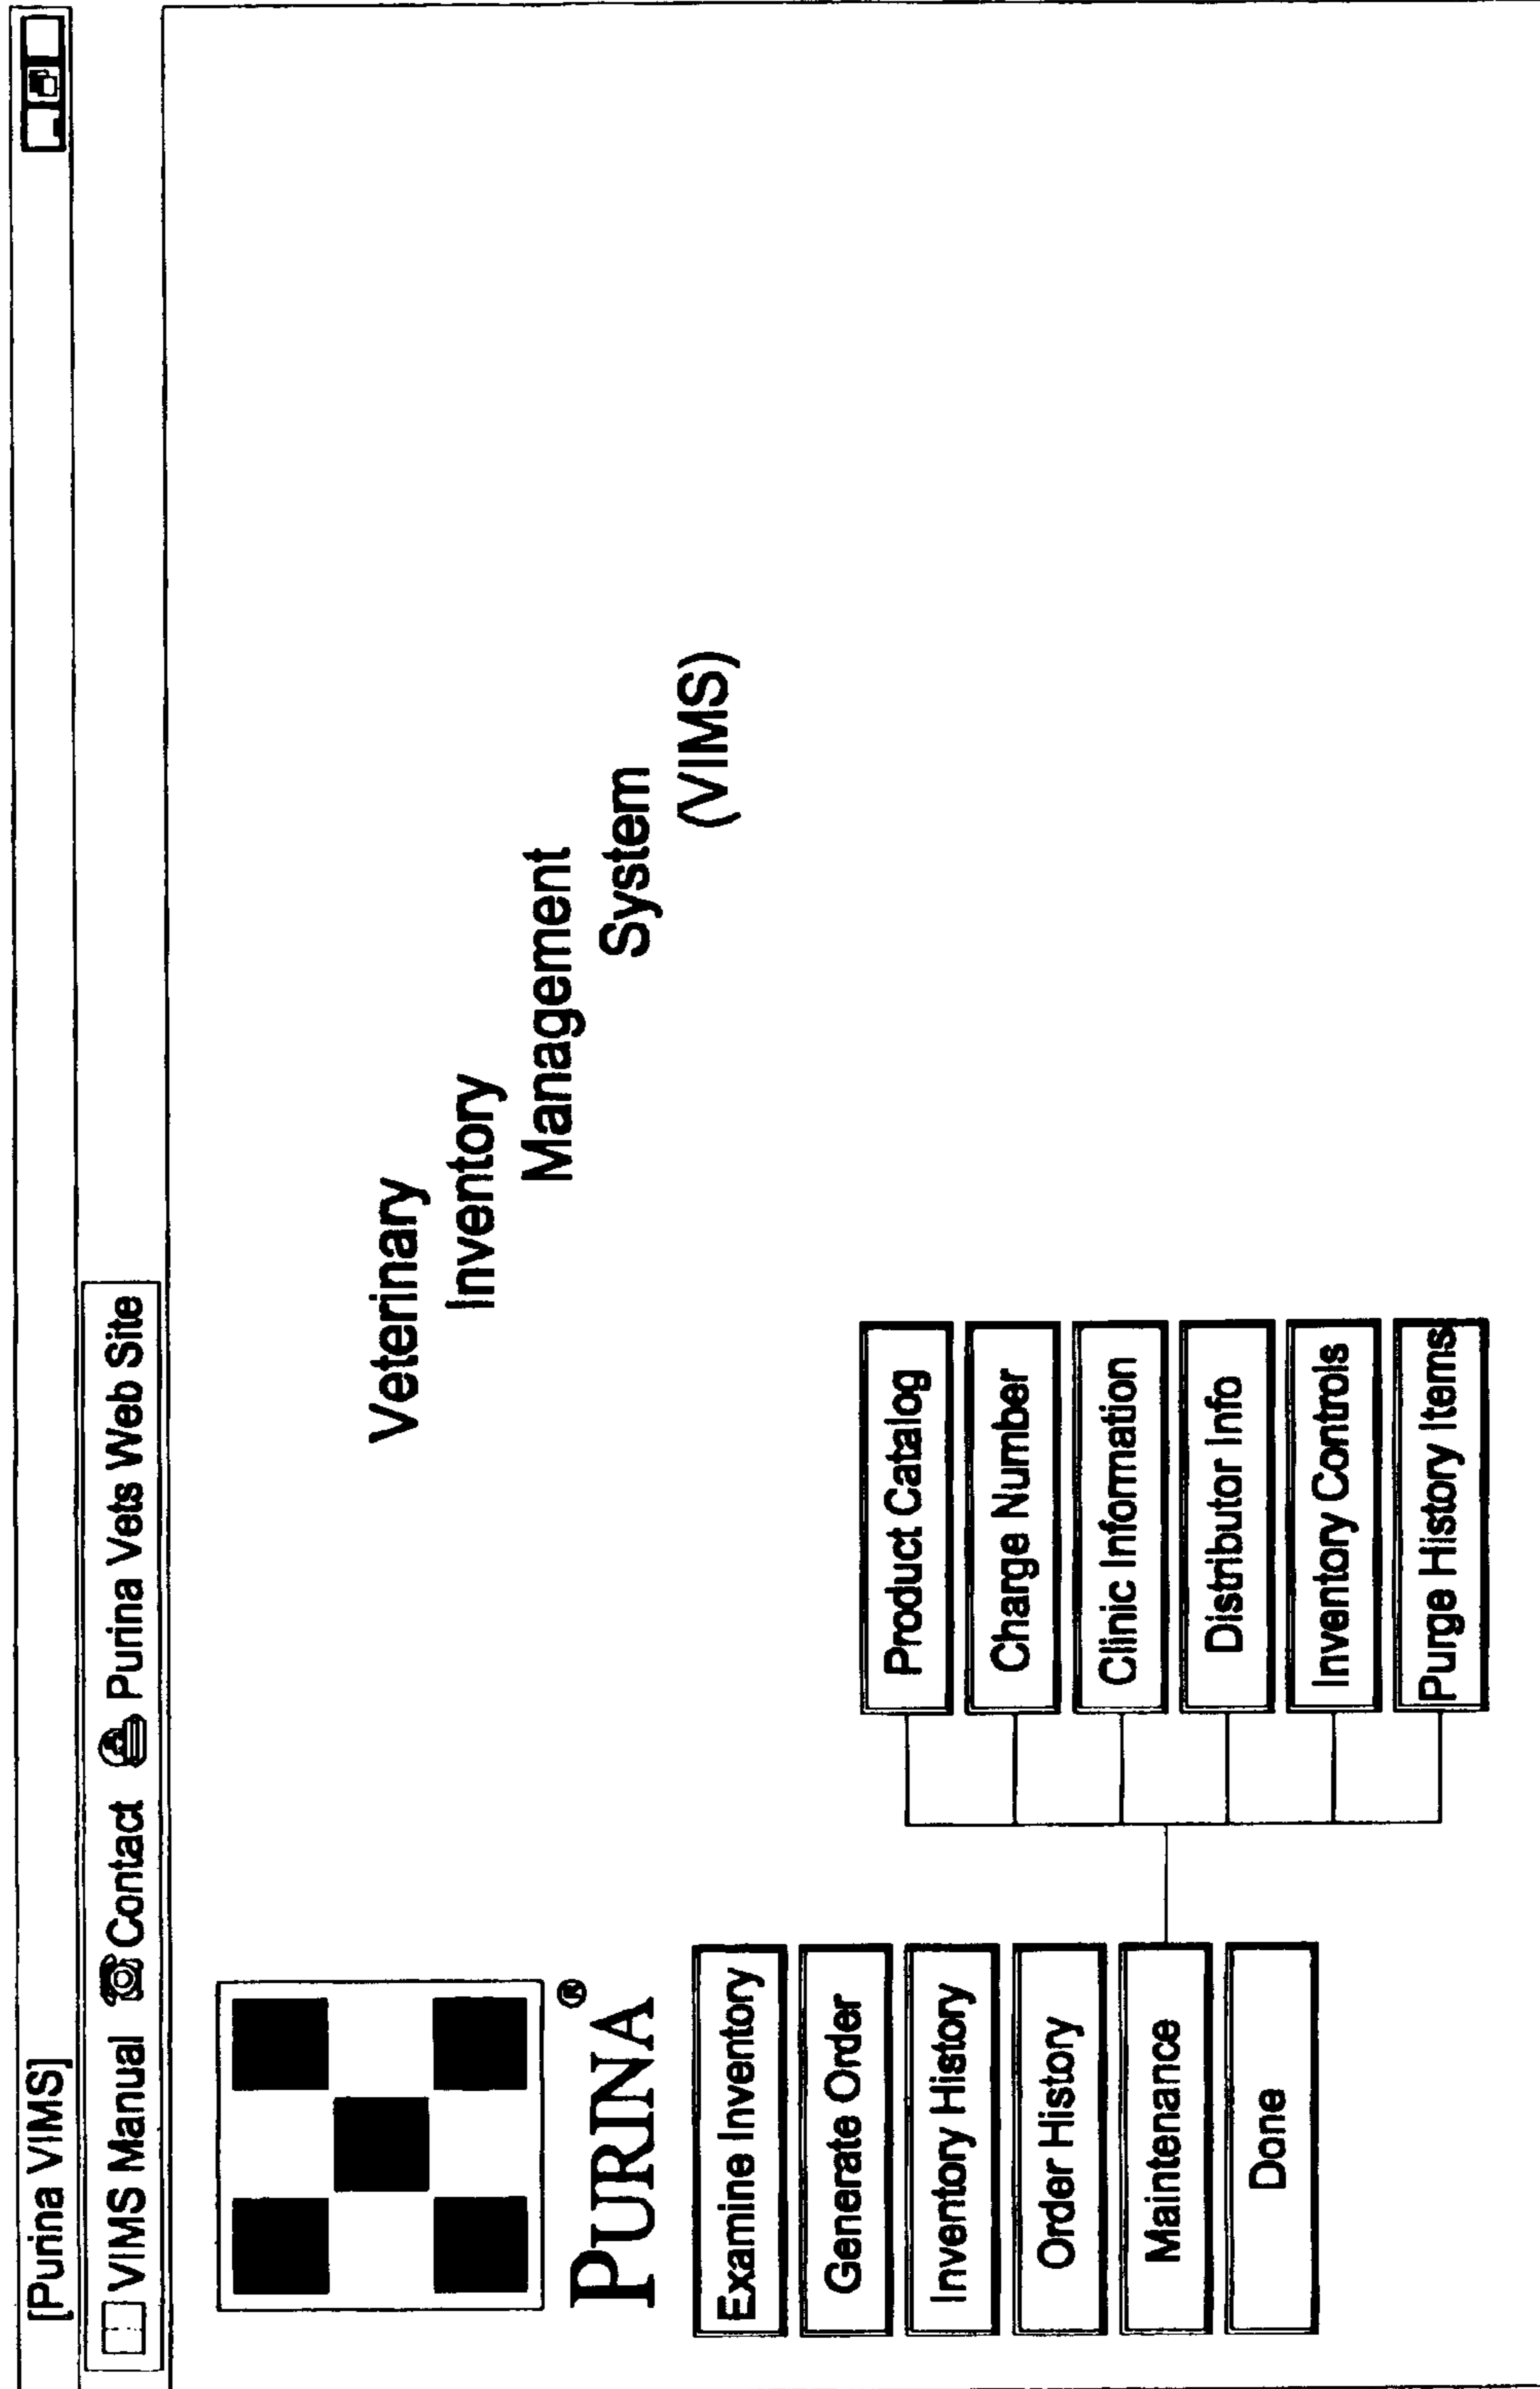 [Purina VIMS]
VIMS Manual Contact Purina Vets Web Site
PURINA®
Veterinary
Inventory
Management
System
(VIMS)
Examine Inventory
Generate Order
Inventory History
Order History
Maintenance
Done
Product Catalog
Charge Number
Clinic Information
Distributor Info
Inventory Controls
Purge History Items